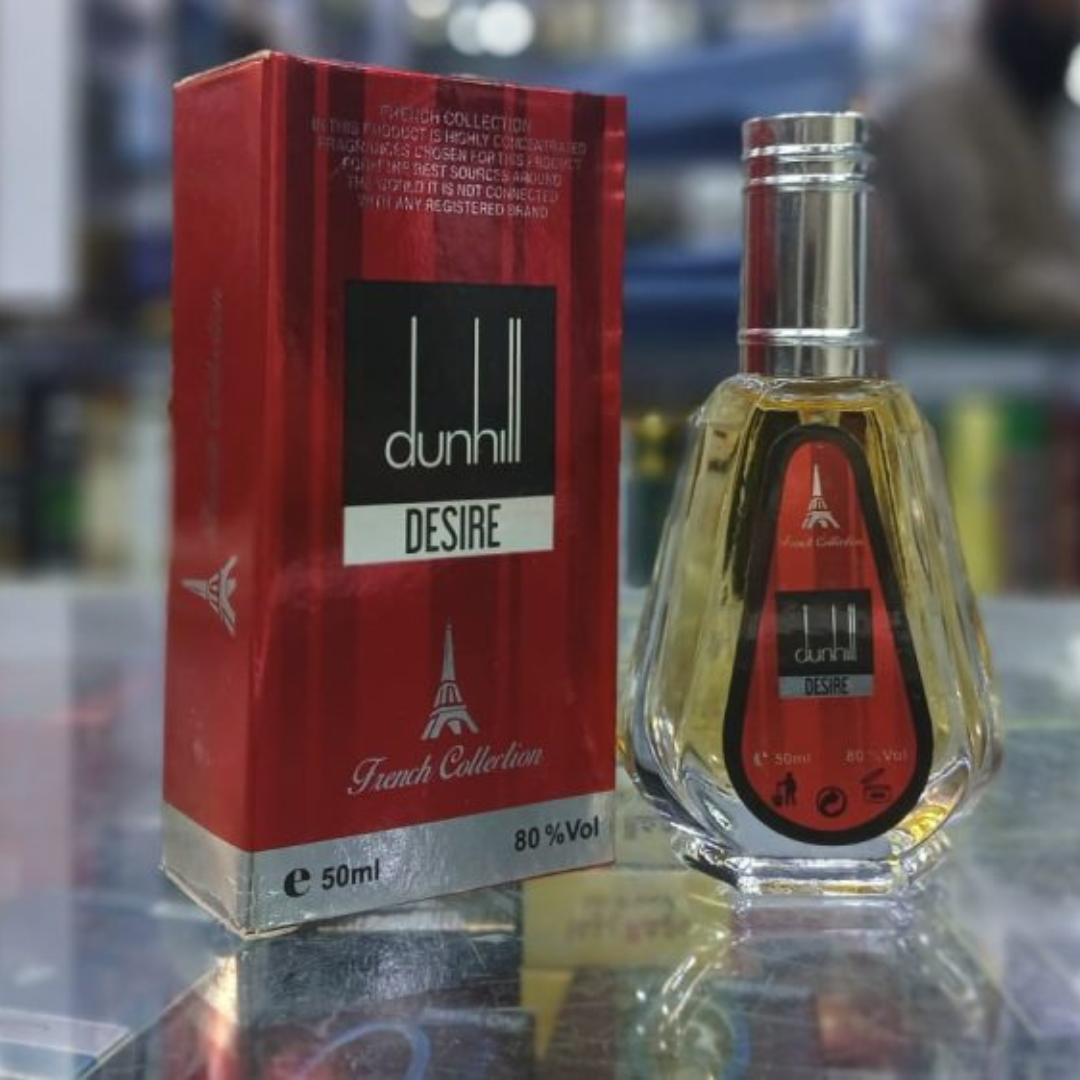 FRENCH COLLECTION
IN THIS PRODUCT IS HIGHLY CONCENTRATED
FRAGRANCES CHOSEN FOR THIS PRODUCT
FORM THE BEST SOURCES AROUND
THE WORLD IT IS NOT CONNECTED
WITH ANY REGISTERED BRAND
dunhill
DESIRE
French Collection
e 50ml
80 %Vol
French Collection
dunhill
DESIRE
50ml
80 % Vol